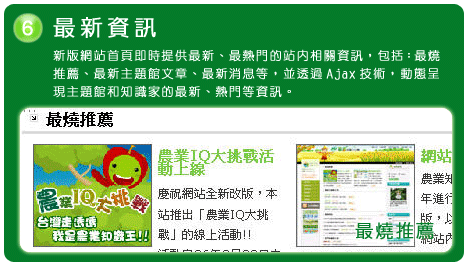 6 最新資訊
新版網站首頁即時提供最新、最熱門的站內相關資訊，包括：最燒
推薦、最新主題館文章、最新消息等，並透過 Ajax 技術，動態呈
現主題館和知識家的最新、熱門等資訊。
最燒推薦
農業IQ大挑戰
台灣走透透
我是農業知識王!!
農業IQ大挑戰活
動上線
慶祝網站全新改版，本
站推出「農業IQ大挑
戰」的線上活動!!
網站
農業知
年進行
版，以
網站內
最燒推薦